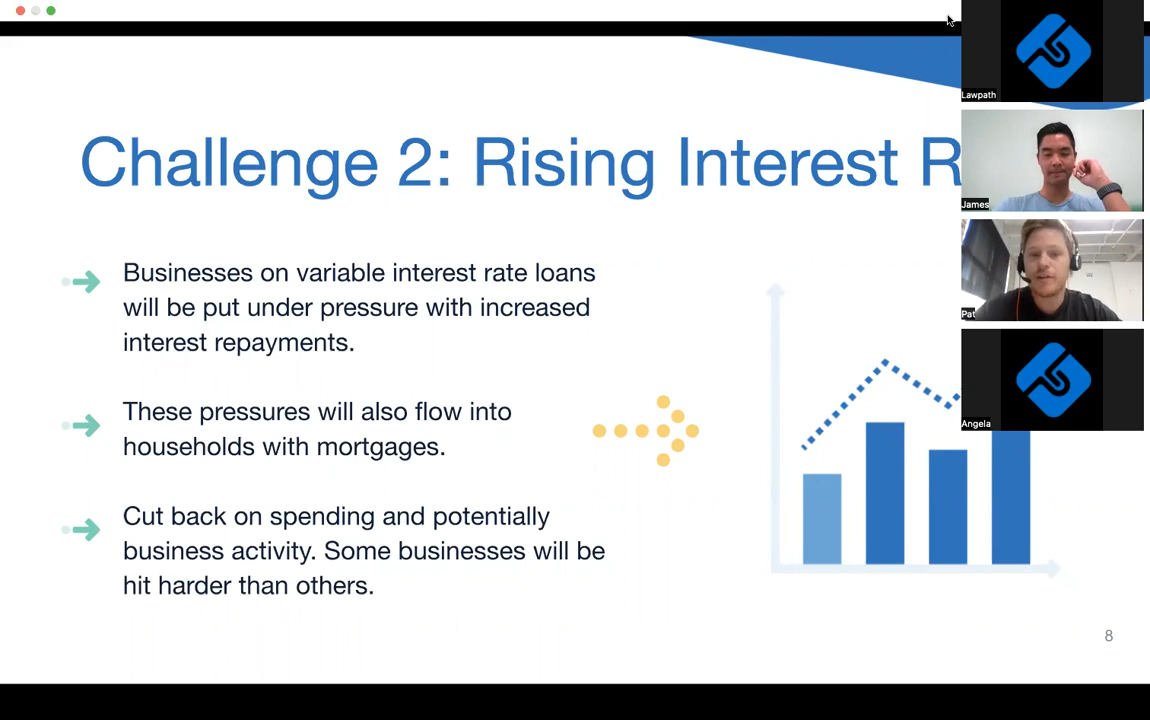 Challenge 2: Rising Interest R
Businesses on variable interest rate loans
will be put under pressure with increased
interest repayments.
These pressures will also flow into
households with mortgages.
Cut back on spending and potentially
business activity. Some businesses will be
hit harder than others.
8
Lawpath
James
Pat
Angela